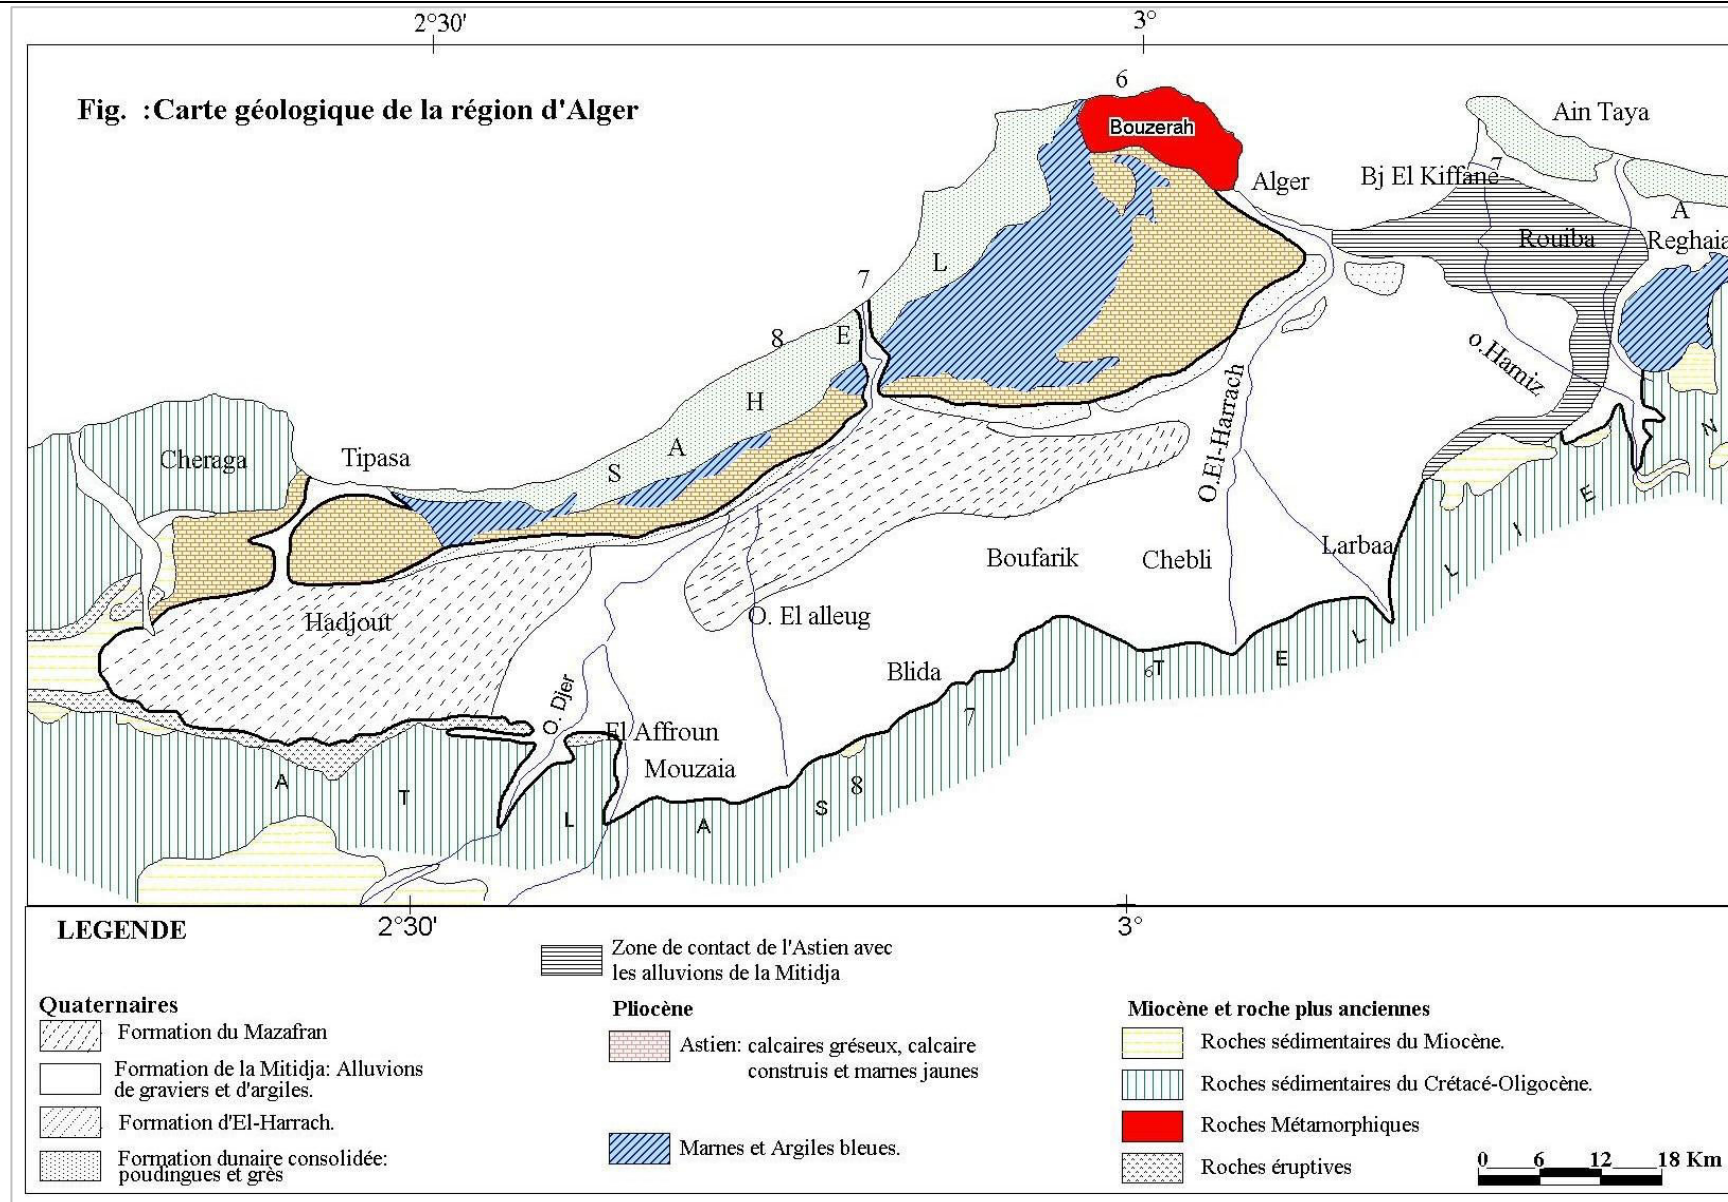 2°30'
3°
6
Fig. :Carte géologique de la région d'Alger
Bouzerah
Ain Taya
7
Bj El Kiffane
Alger
A
Rouiba
Reghaia
L
7
8
E
o.Hamiz
H
O.El-Harrach
N
A
Cheraga
Tipasa
S
E
I
Boufarik
Chebli
Larbaa
L
Hadjout
O. El alleug
L
E
6
T
Blida
O. Djer
7
El Affroun
Mouzaia
A
T
8
S
L
A
2°30'
3°
LEGENDE
Zone de contact de l'Astien avec
les alluvions de la Mitidja
Quaternaires
Formation du Mazafran
Formation de la Mitidja: Alluvions
de graviers et d'argiles.
Formation d'El-Harrach.
Formation dunaire consolidée:
poudingues et grès
Pliocène
Astien: calcaires gréseux, calcaire
construis et marnes jaunes
Marnes et Argiles bleues.
Miocène et roche plus anciennes
Roches sédimentaires du Miocène.
Roches sédimentaires du Crétacé-Oligocène.
Roches Métamorphiques
Roches éruptives
0 6 12 18 Km